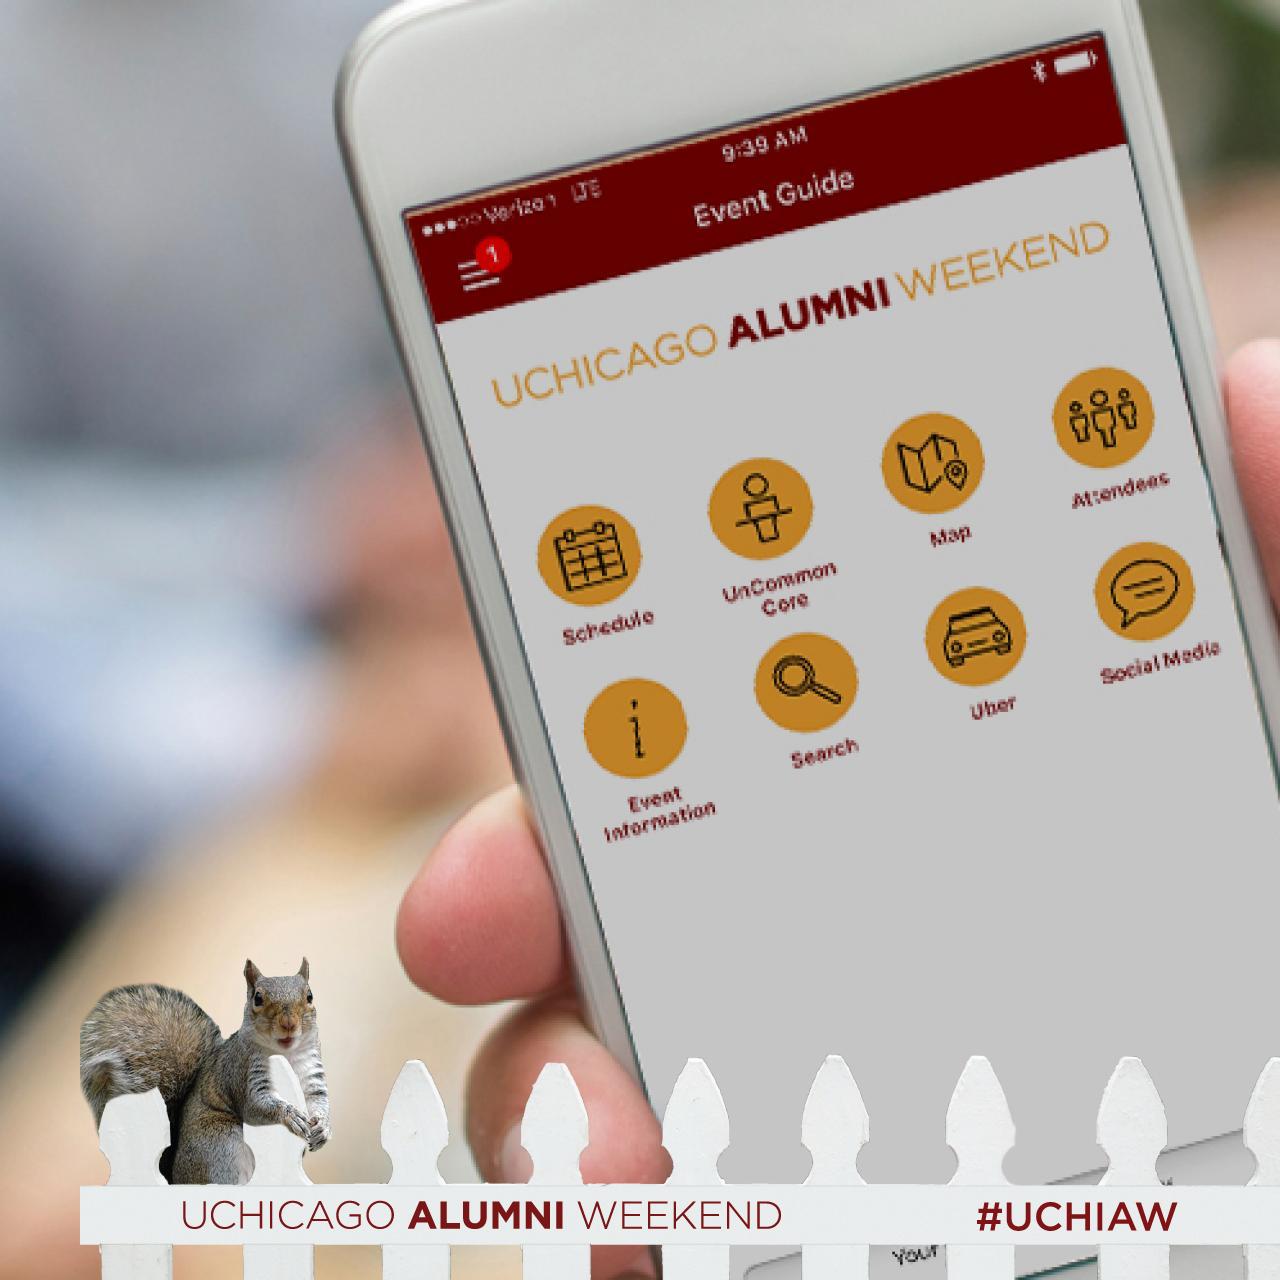 Verizon LTE
9:39 AM
Event Guide
1
UCHICAGO ALUMNI WEEKEND
Schedule
UnCommon
Core
Map
Attendees
Event
Information
Search
Uber
Social Media
Your
UCHICAGO ALUMNI WEEKEND
#UCHIAW